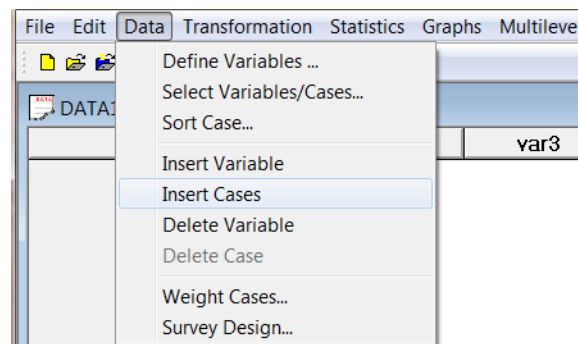 File Edit Data Transformation Statistics Graphs Multileve
Define Variables ...
Select Variables/Cases...
DATA1
Sort Case...
var3
Insert Variable
Insert Cases
Delete Variable
Delete Case
Weight Cases...
Survey Design...